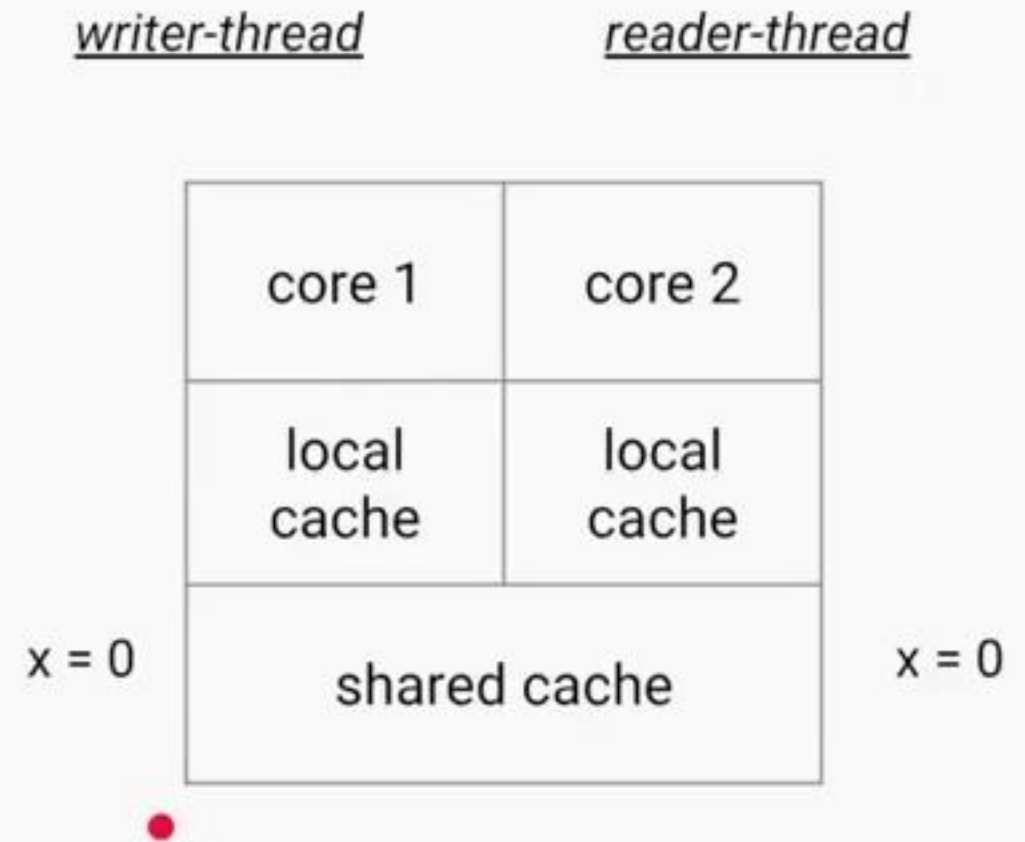 writer-thread
reader-thread
core 1
core 2
local
cache
local
cache
x = 0
shared cache
x = 0